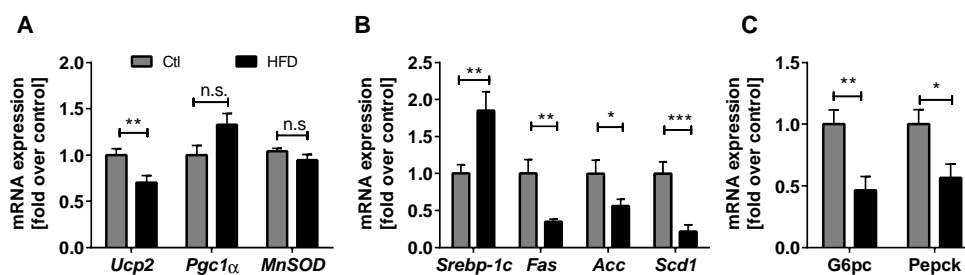 A
mRNA expression
[fold over control]
2.0
1.5
1.0
0.5
0.0
Ctl
HFD
**
n.s.
n.s
Ucp2
Pgc1α
MnSOD
B
mRNA expression
[fold over control]
2.5
2.0
1.5
1.0
0.5
0.0
**
**
*
***
Srebp-1c
Fas
Acc
Scd1
C
mRNA expression
[fold over control]
1.5
1.0
0.5
0.0
**
*
G6pc
Pepck